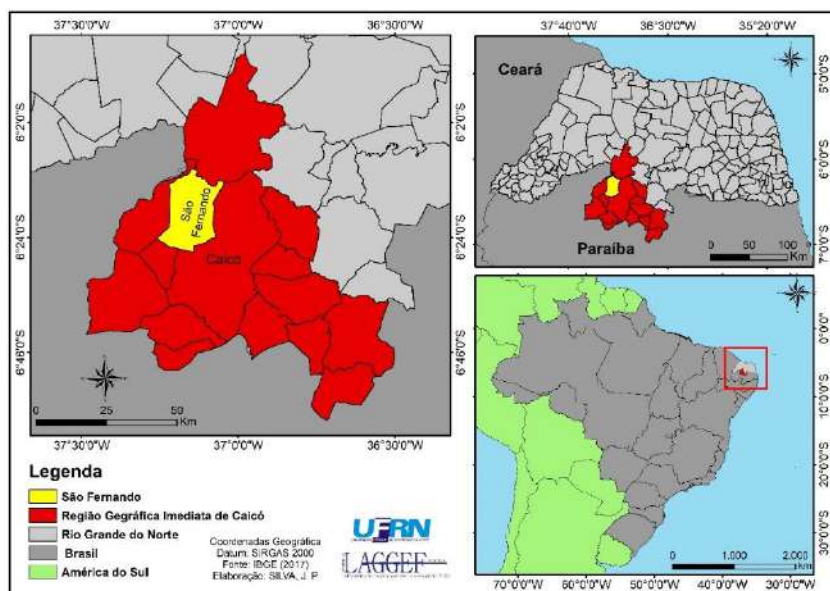 37°30'0"W 37°0'0"W 36°30'0"W
6°2'0"S
6°24'0"S
6°46'0"S
São
Fernando
Caicó
0 25 50
Km
37°30'0"W 37°0'0"W 36°30'0"W
37°40'0"W 36°30'0"W 35°20'0"W
Ceará
5°0'0"S
6°0'0"S
7°0'0"S
Paraíba
0 50 100
Km
0°0'0"
10°0'0"S
20°0'0"S
30°0'0"S
0 1.000 2.000
Km
70°0'0"W 60°0'0"W 50°0'0"W 40°0'0"W 30°0'0"W
Legenda
São Fernando
Região Gegráfica Imediata de Caicó
Rio Grande do Norte
Brasil
América do Sul
Coordenadas Geográfica
Datum: SIRGAS 2000
Fonte: IBGE (2017)
Elaboração: SILVA, J. P
UFRN
LAGGEF